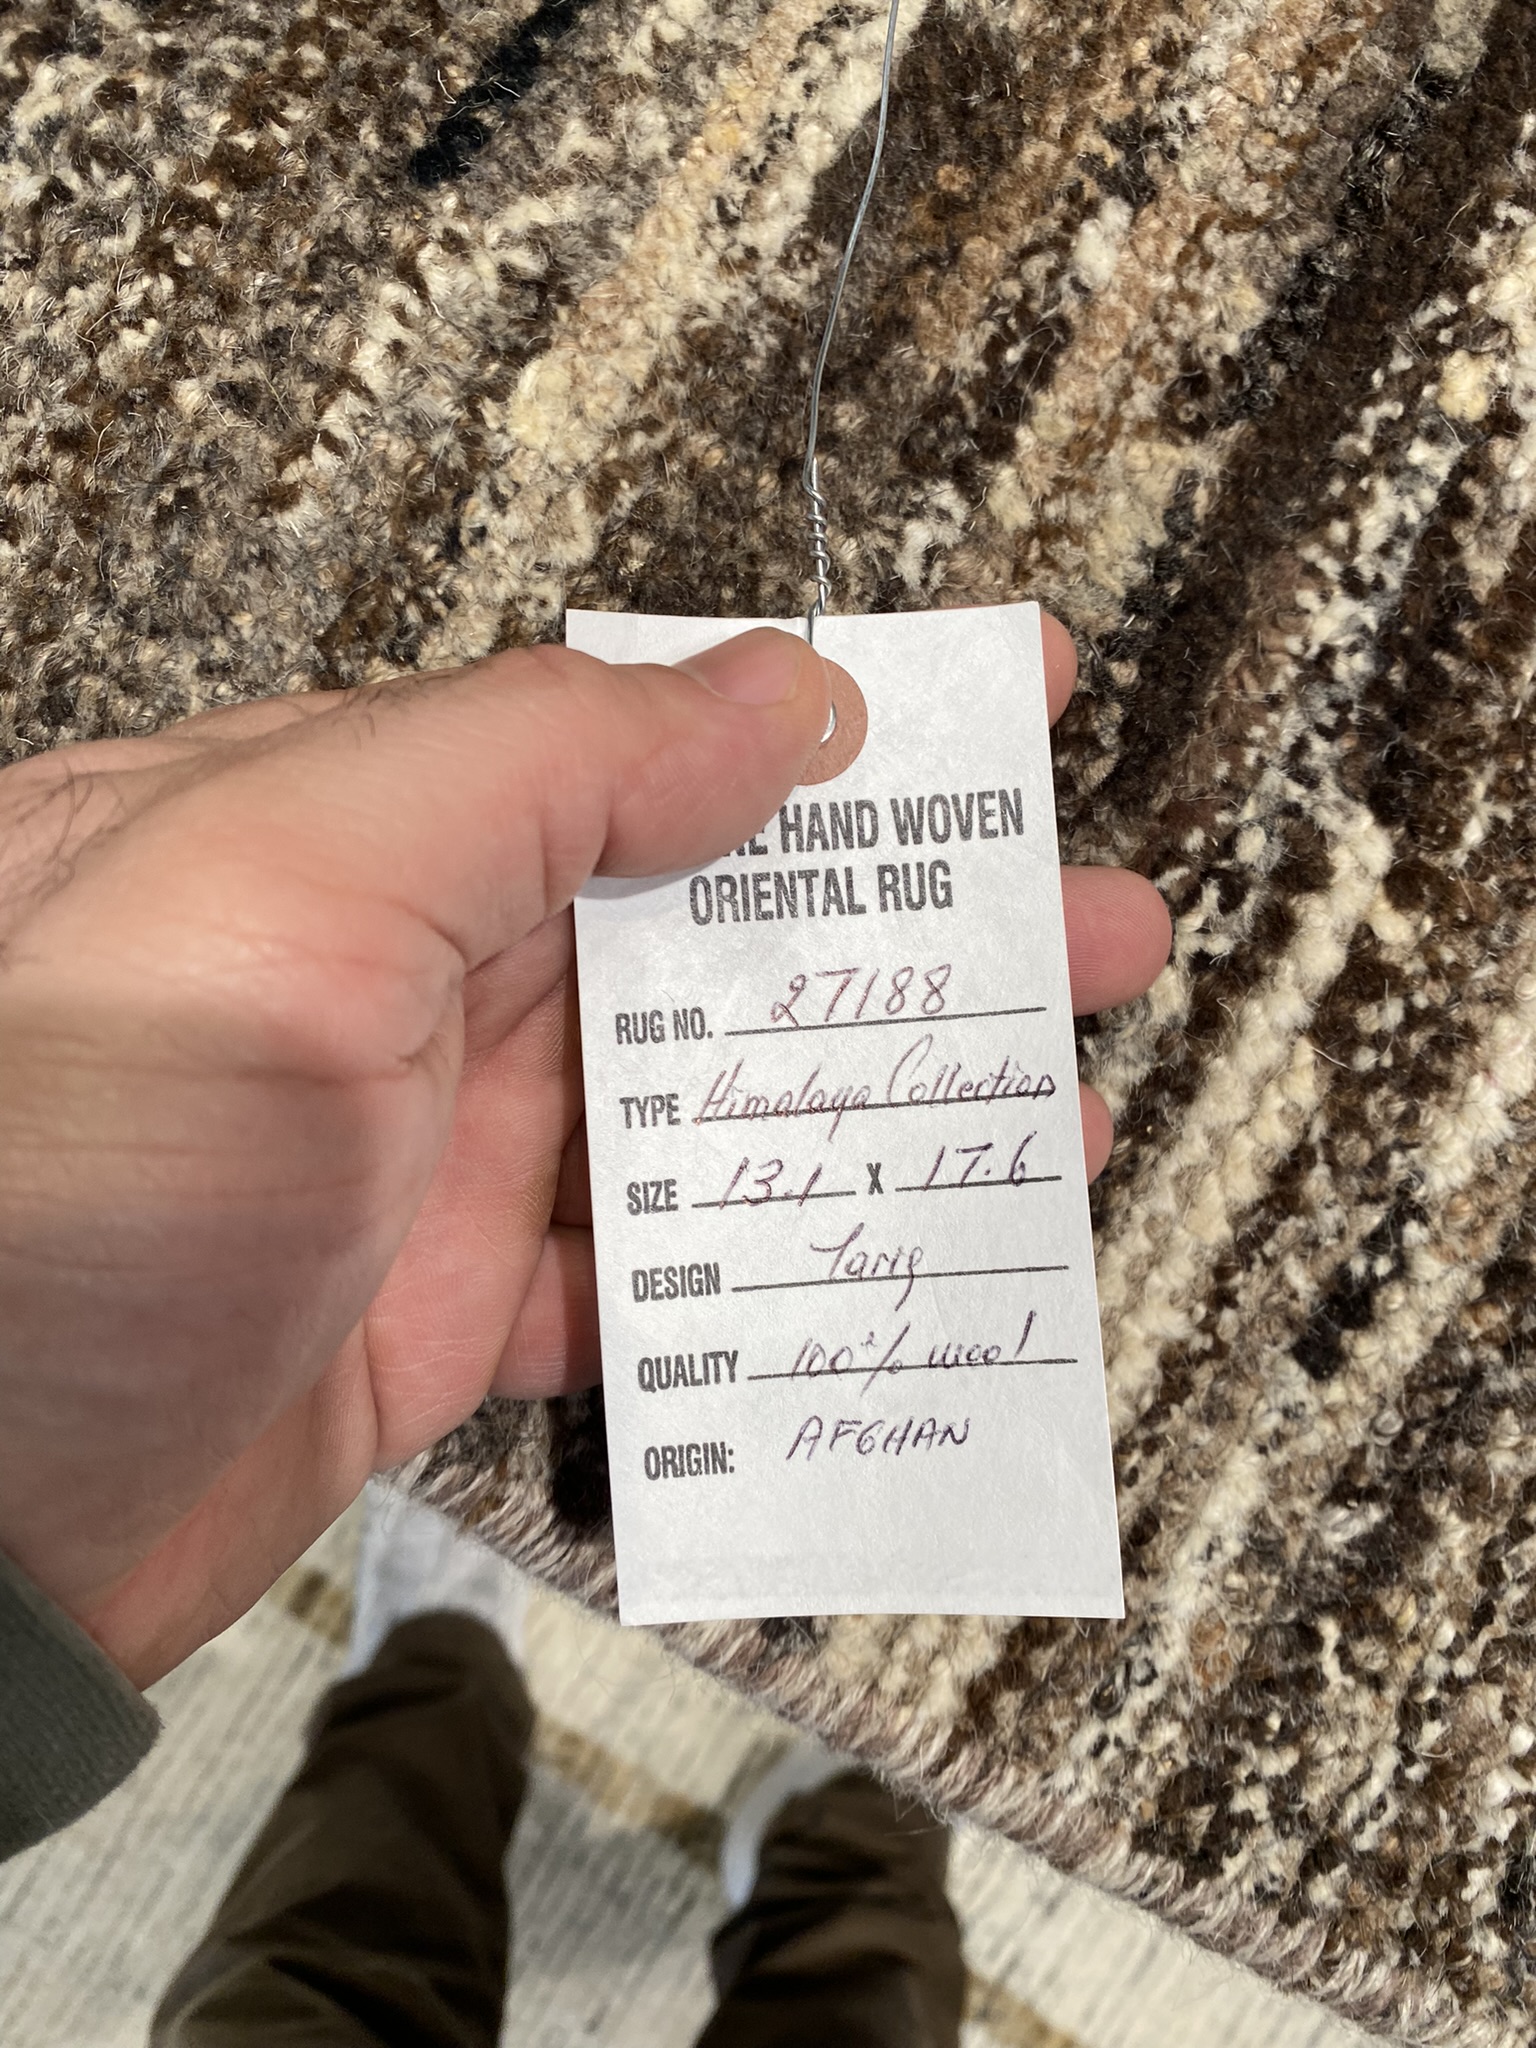 HAND WOVEN
ORIENTAL RUG
RUG NO. 27188
TYPE Himalaya Collection
SIZE 13.1 X 17.6
DESIGN Tariq
QUALITY 100% wool
ORIGIN: AFGHAN